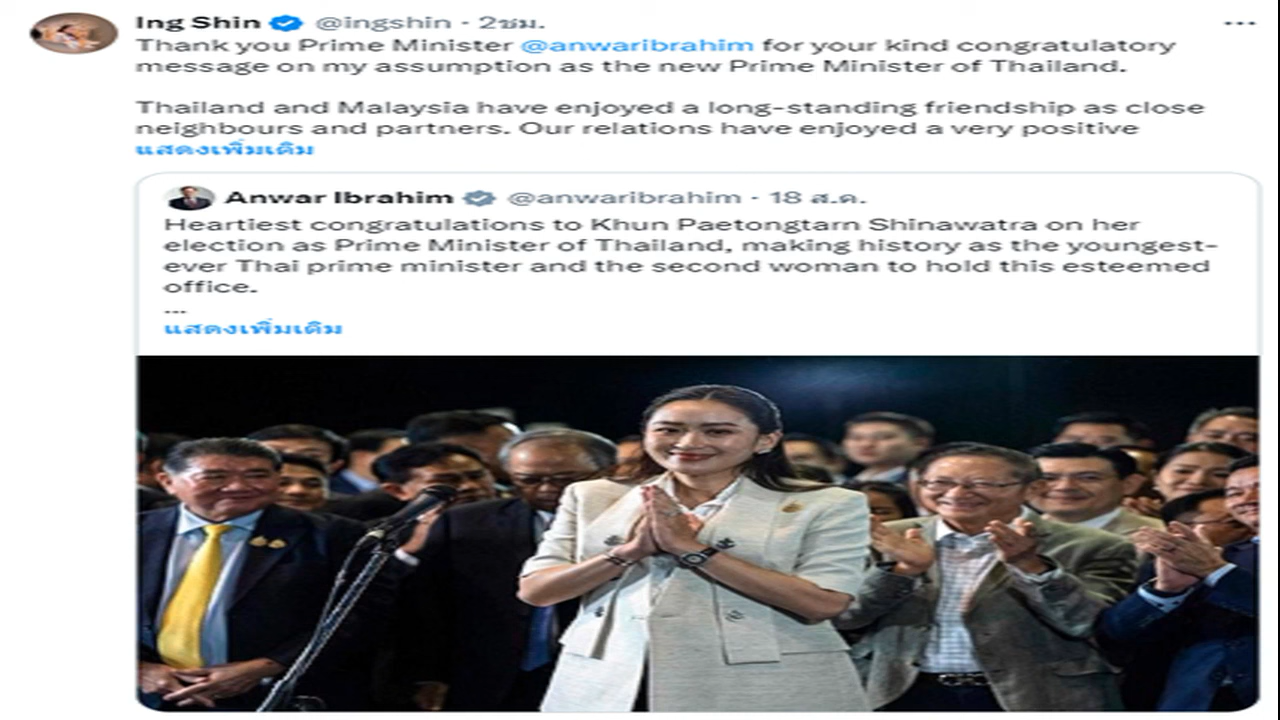 Ing Shin @ingshin · 2ชม.
Thank you Prime Minister @anwaribrahim for your kind congratulatory
message on my assumption as the new Prime Minister of Thailand.
Thailand and Malaysia have enjoyed a long-standing friendship as close
neighbours and partners. Our relations have enjoyed a very positive
แสดงเพิ่มเติม
Anwar Ibrahim @anwaribrahim · 18 ส.ค.
Heartiest congratulations to Khun Paetongtarn Shinawatra on her
election as Prime Minister of Thailand, making history as the youngest-
ever Thai prime minister and the second woman to hold this esteemed
office.
...
แสดงเพิ่มเติม